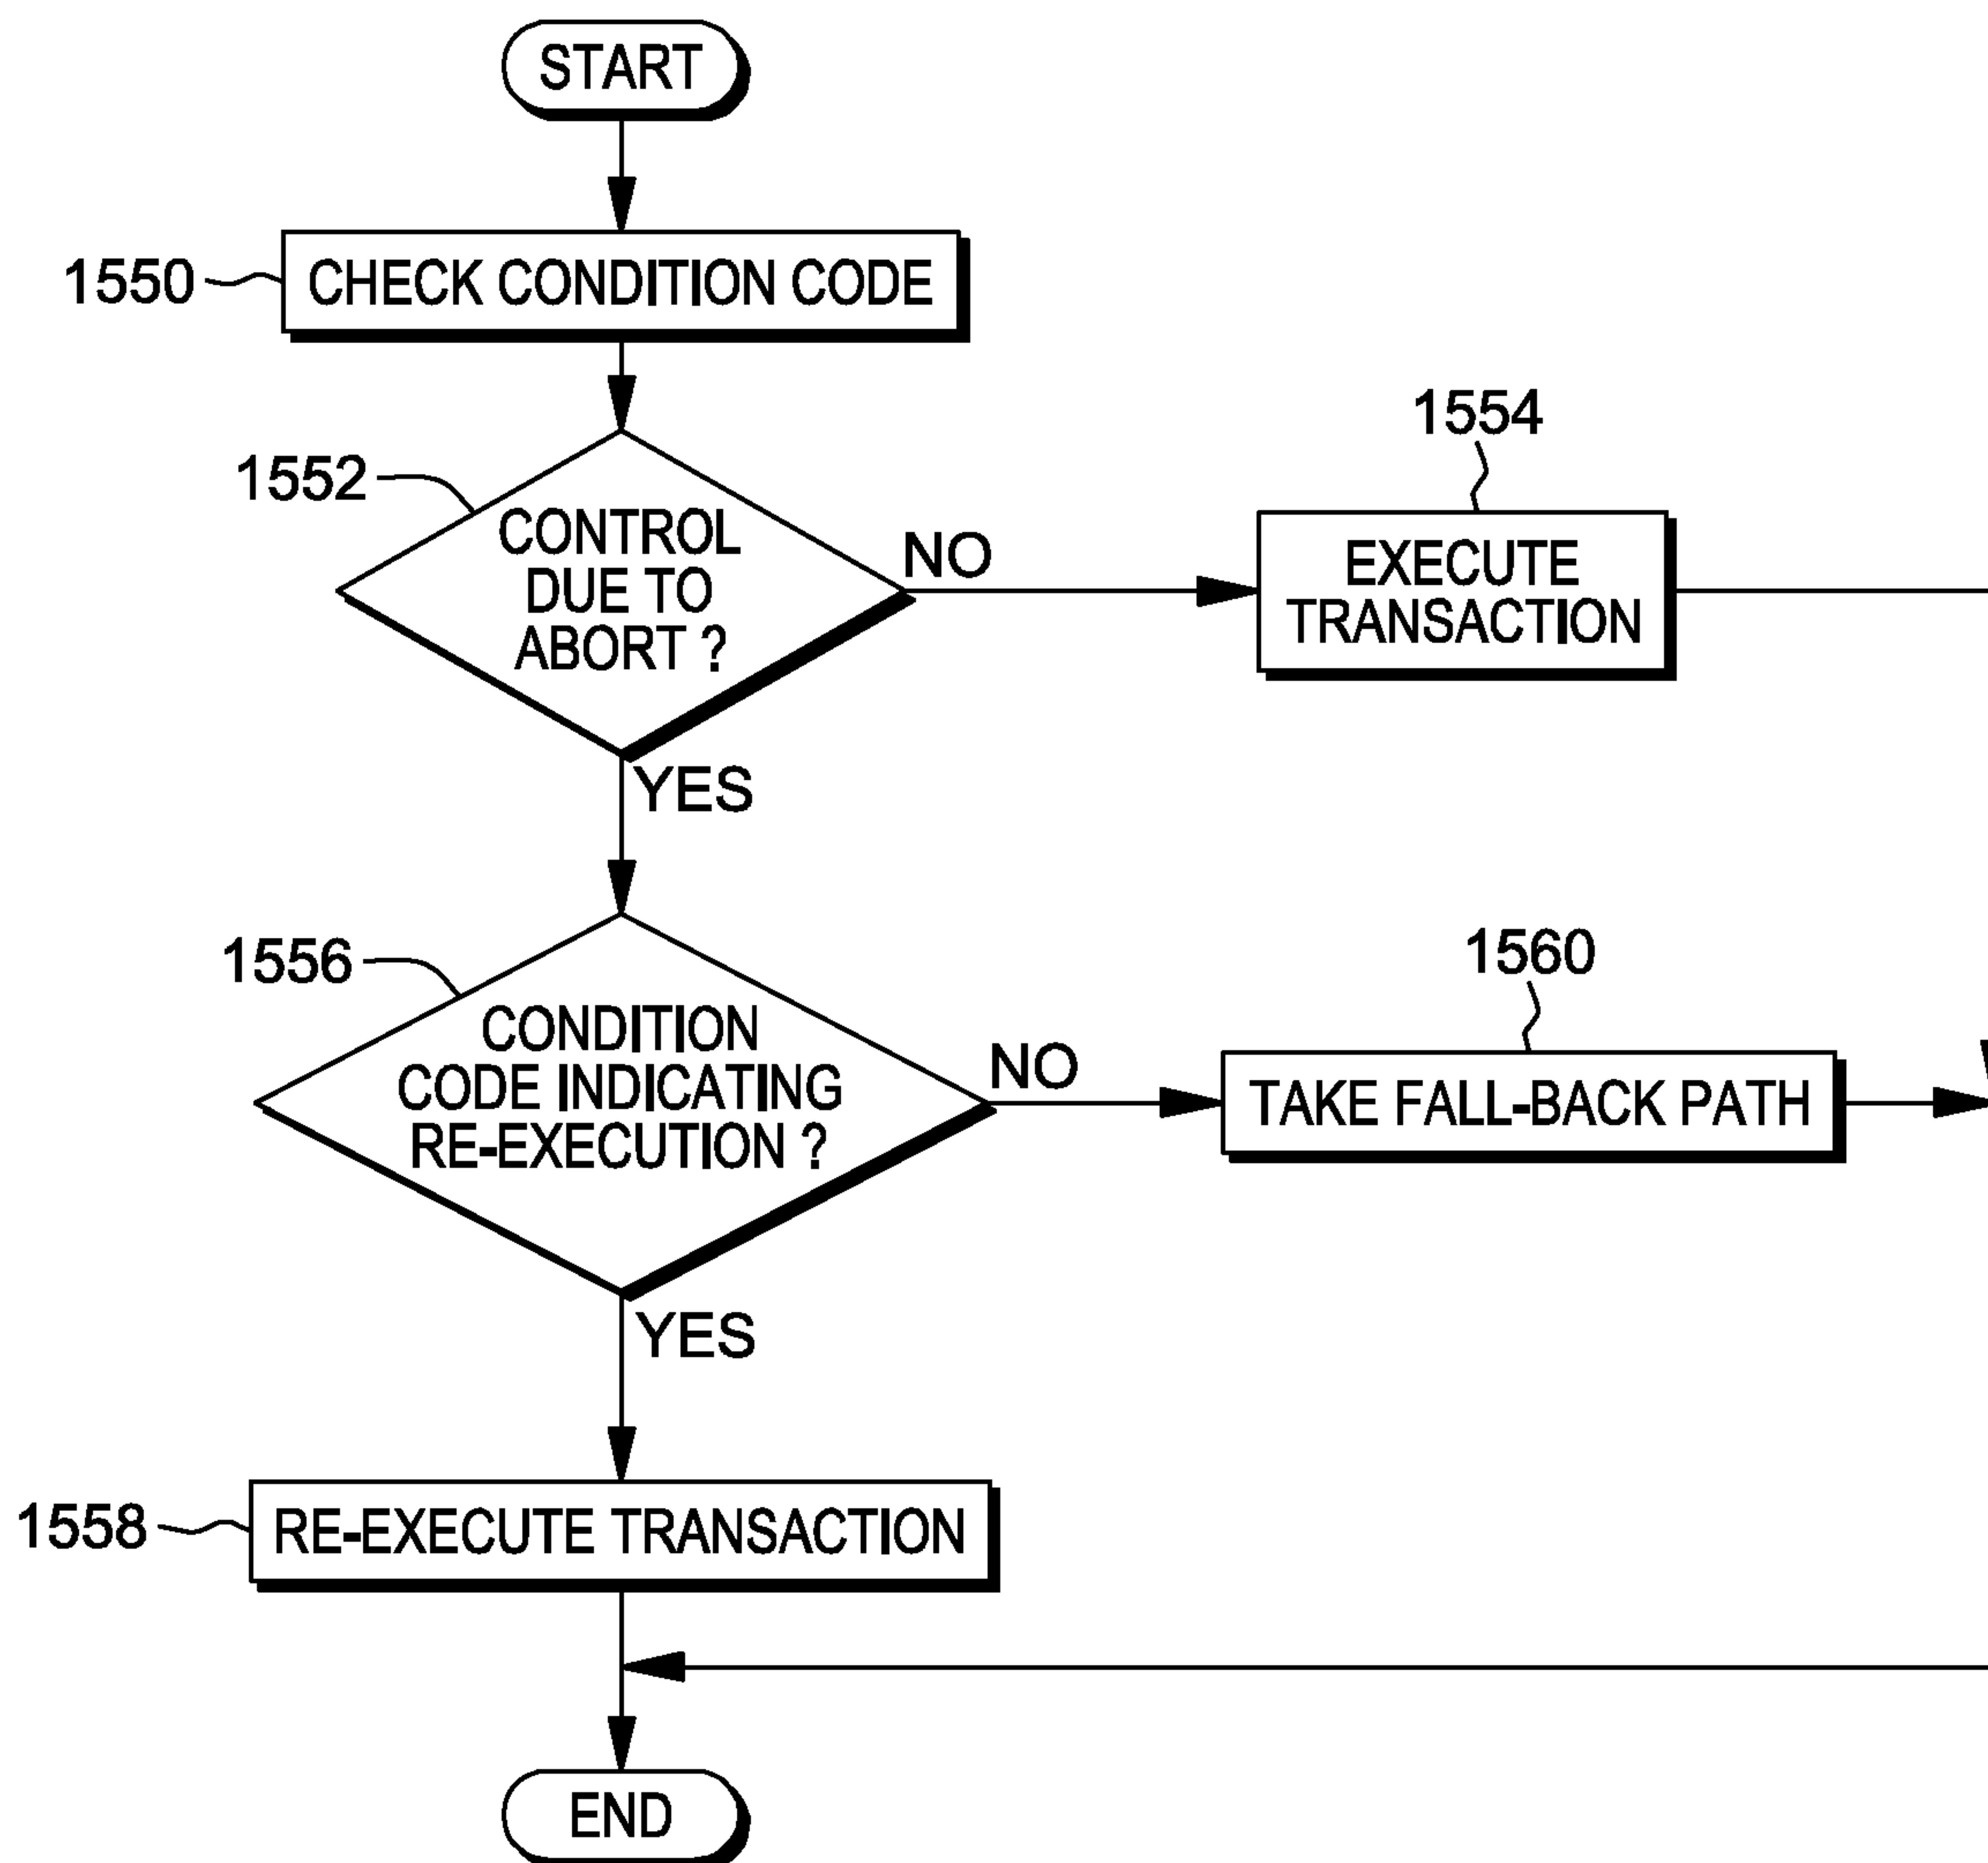 START
1550
CHECK CONDITION CODE
1552
CONTROL
DUE TO
ABORT ?
NO
1554
EXECUTE
TRANSACTION
YES
1556
CONDITION
CODE INDICATING
RE-EXECUTION ?
NO
1560
TAKE FALL-BACK PATH
YES
1558
RE-EXECUTE TRANSACTION
END